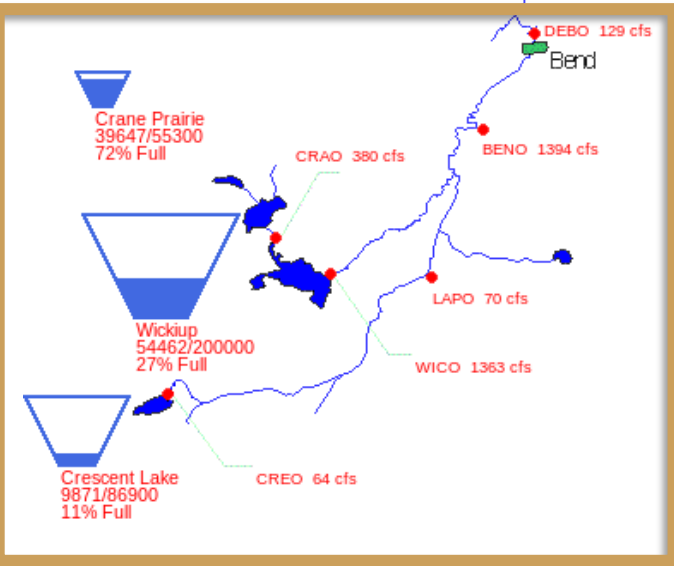 DEBO 129 cfs
Bend
Crane Prairie
39647/55300
72% Full
BENO 1394 cfs
CRAO 380 cfs
LAPO 70 cfs
Wickiup
54462/200000
27% Full
WICO 1363 cfs
Crescent Lake
9871/86900
11% Full
CREO 64 cfs